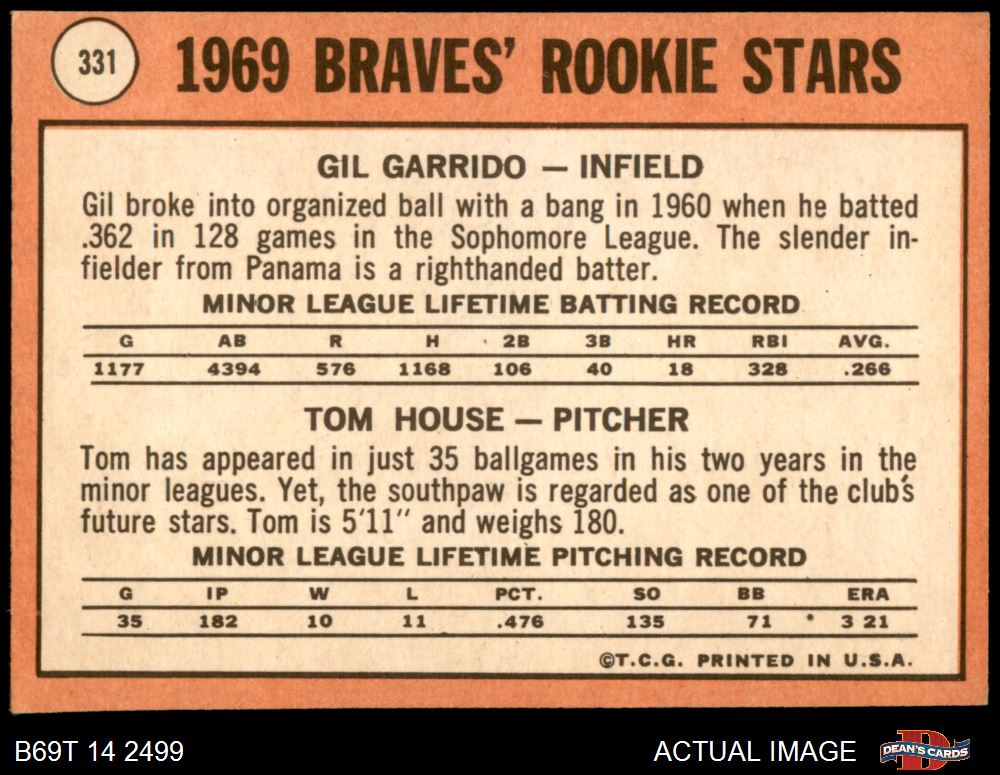 331
1969 BRAVES' ROOKIE STARS
GIL GARRIDO — INFIELD
Gil broke into organized ball with a bang in 1960 when he batted
.362 in 128 games in the Sophomore League. The slender in-
fielder from Panama is a righthanded batter.
MINOR LEAGUE LIFETIME BATTING RECORD
G AB R H 2B 3B HR RBI AVG.
1177 4394 576 1168 106 40 18 328 .266
TOM HOUSE — PITCHER
Tom has appeared in just 35 ballgames in his two years in the
minor leagues. Yet, the southpaw is regarded as one of the club's
future stars. Tom is 5'11" and weighs 180.
MINOR LEAGUE LIFETIME PITCHING RECORD
G IP W L PCT. SO BB ERA
35 182 10 11 .476 135 71 3 21
©T.C.G. PRINTED IN U.S.A.
B69T 14 2499
ACTUAL IMAGE
D
DEAN'S CARDS